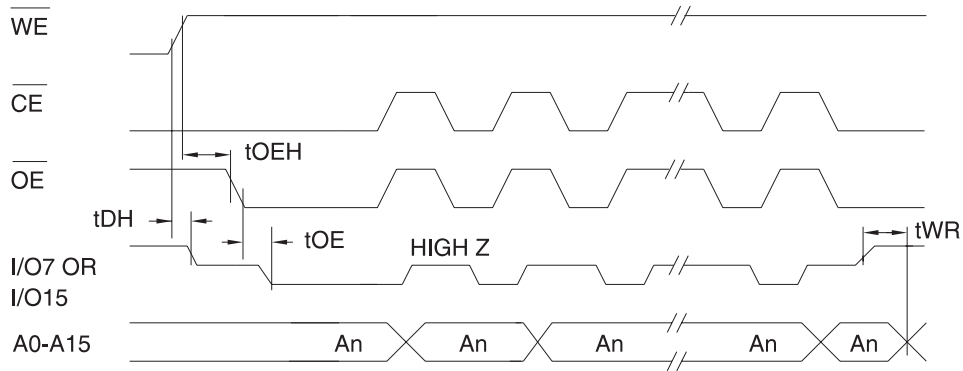 WE
CE
tOEH
OE
tDH
tOE
HIGH Z
tWR
I/O7 OR
I/O15
A0-A15
An An An An An